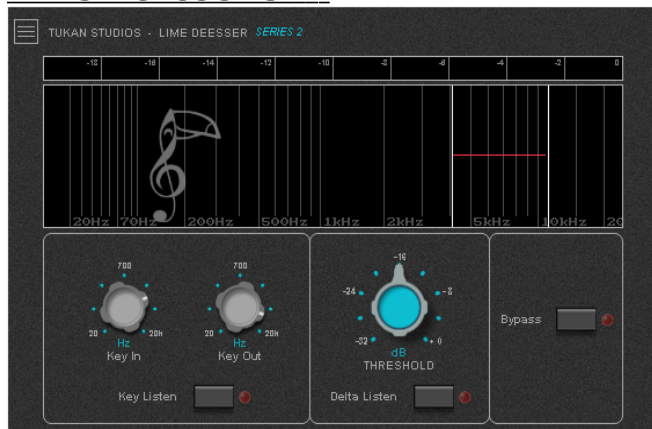 TUKAN STUDIOS - LIME DEESSER SERIES 2
-18 -16 -14 -12 -10 -8 -6 -4 -2 0
20Hz 70Hz 200Hz 500Hz 1kHz 2kHz 5kHz 10kHz 20
700 700 -16
-24 -8
20 20k 20 20k -32 + 0
Hz Hz dB
Key In Key Out THRESHOLD
Bypass
Key Listen Delta Listen